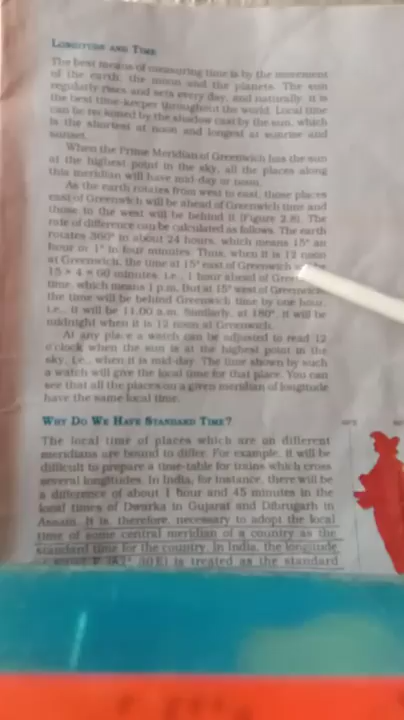 LONGITUDE AND TIME
The best means of measuring time is by the movement
of the earth, the moon and the planets. The sun
regularly rises and sets every day, and naturally, it is
the best time-keeper throughout the world. Local time
can be reckoned by the shadow cast by the sun, which
is the shortest at noon and longest at sunrise and
sunset.
When the Prime Meridian of Greenwich has the sun
at the highest point in the sky, all the places along
this meridian will have mid-day or noon.
As the earth rotates from west to east, those places
east of Greenwich will be ahead of Greenwich time and
those to the west will be behind it (Figure 2.8). The
rate of difference can be calculated as follows. The earth
rotates 360° in about 24 hours, which means 15° an
hour or 1° in four minutes. Thus, when it is 12 noon
at Greenwich, the time at 15° east of Greenwich will be
15 × 4 = 60 minutes, i.e., 1 hour ahead of
time, which means 1 p.m. But at 15° west of Greenwich,
the time will be behind Greenwich time by one hour,
i.e., it will be 11.00 a.m. Similarly, at 180°, it will be
midnight when it is 12 noon at Greenwich.
At any place a watch can be adjusted to read 12
o'clock when the sun is at the highest point in the
sky, i.e., when it is mid-day. The time shown by such
a watch will give the local time for that place. You can
see that all the places on a given meridian of longitude
have the same local time.
WHY DO WE HAVE STANDARD TIME?
The local time of places which are on different
meridians are bound to differ. For example, it will be
difficult to prepare a time-table for trains which cross
several longitudes. In India, for instance, there will be
a difference of about 1 hour and 45 minutes in the
local times of Dwarka in Gujarat and Dibrugarh in
Assam. It is, therefore, necessary to adopt the local
time of some central meridian of a country as the
standard time for the country. In India, the longitude
E (82° 30'E) is treated as the standard